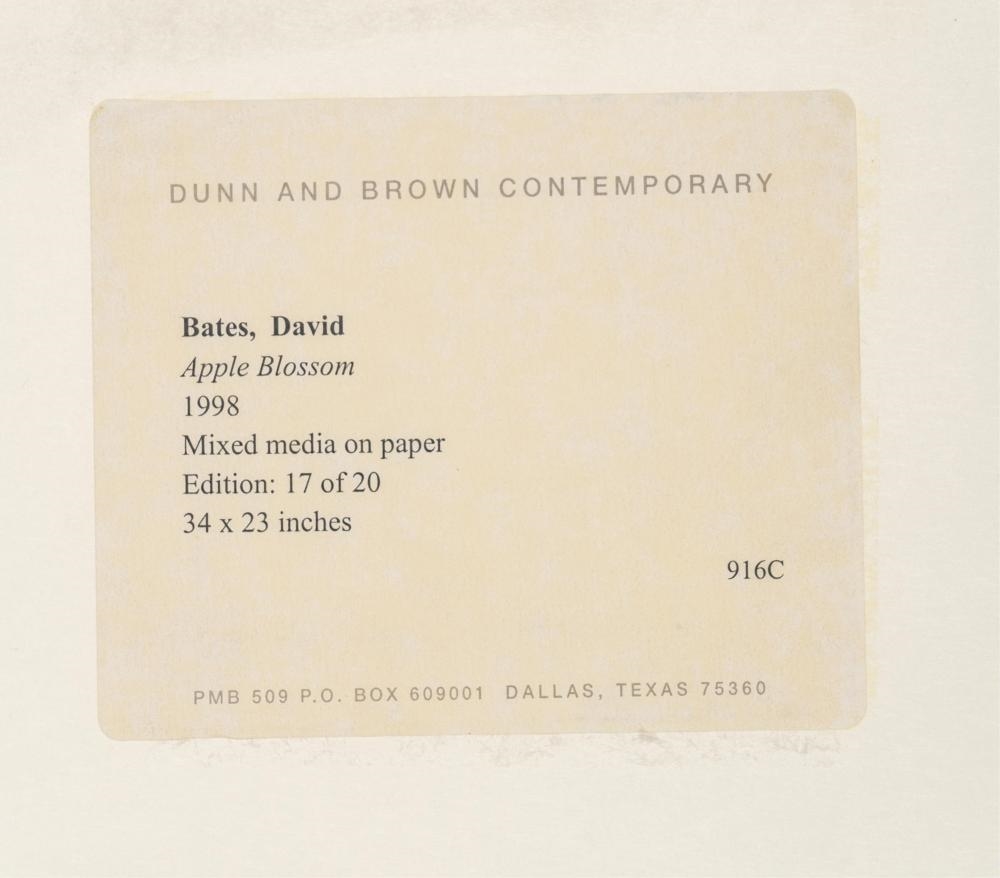 DUNN AND BROWN CONTEMPORARY
Bates, David
Apple Blossom
1998
Mixed media on paper
Edition: 17 of 20
34 x 23 inches
916C
PMB 509 P.O. BOX 609001 DALLAS, TEXAS 75360